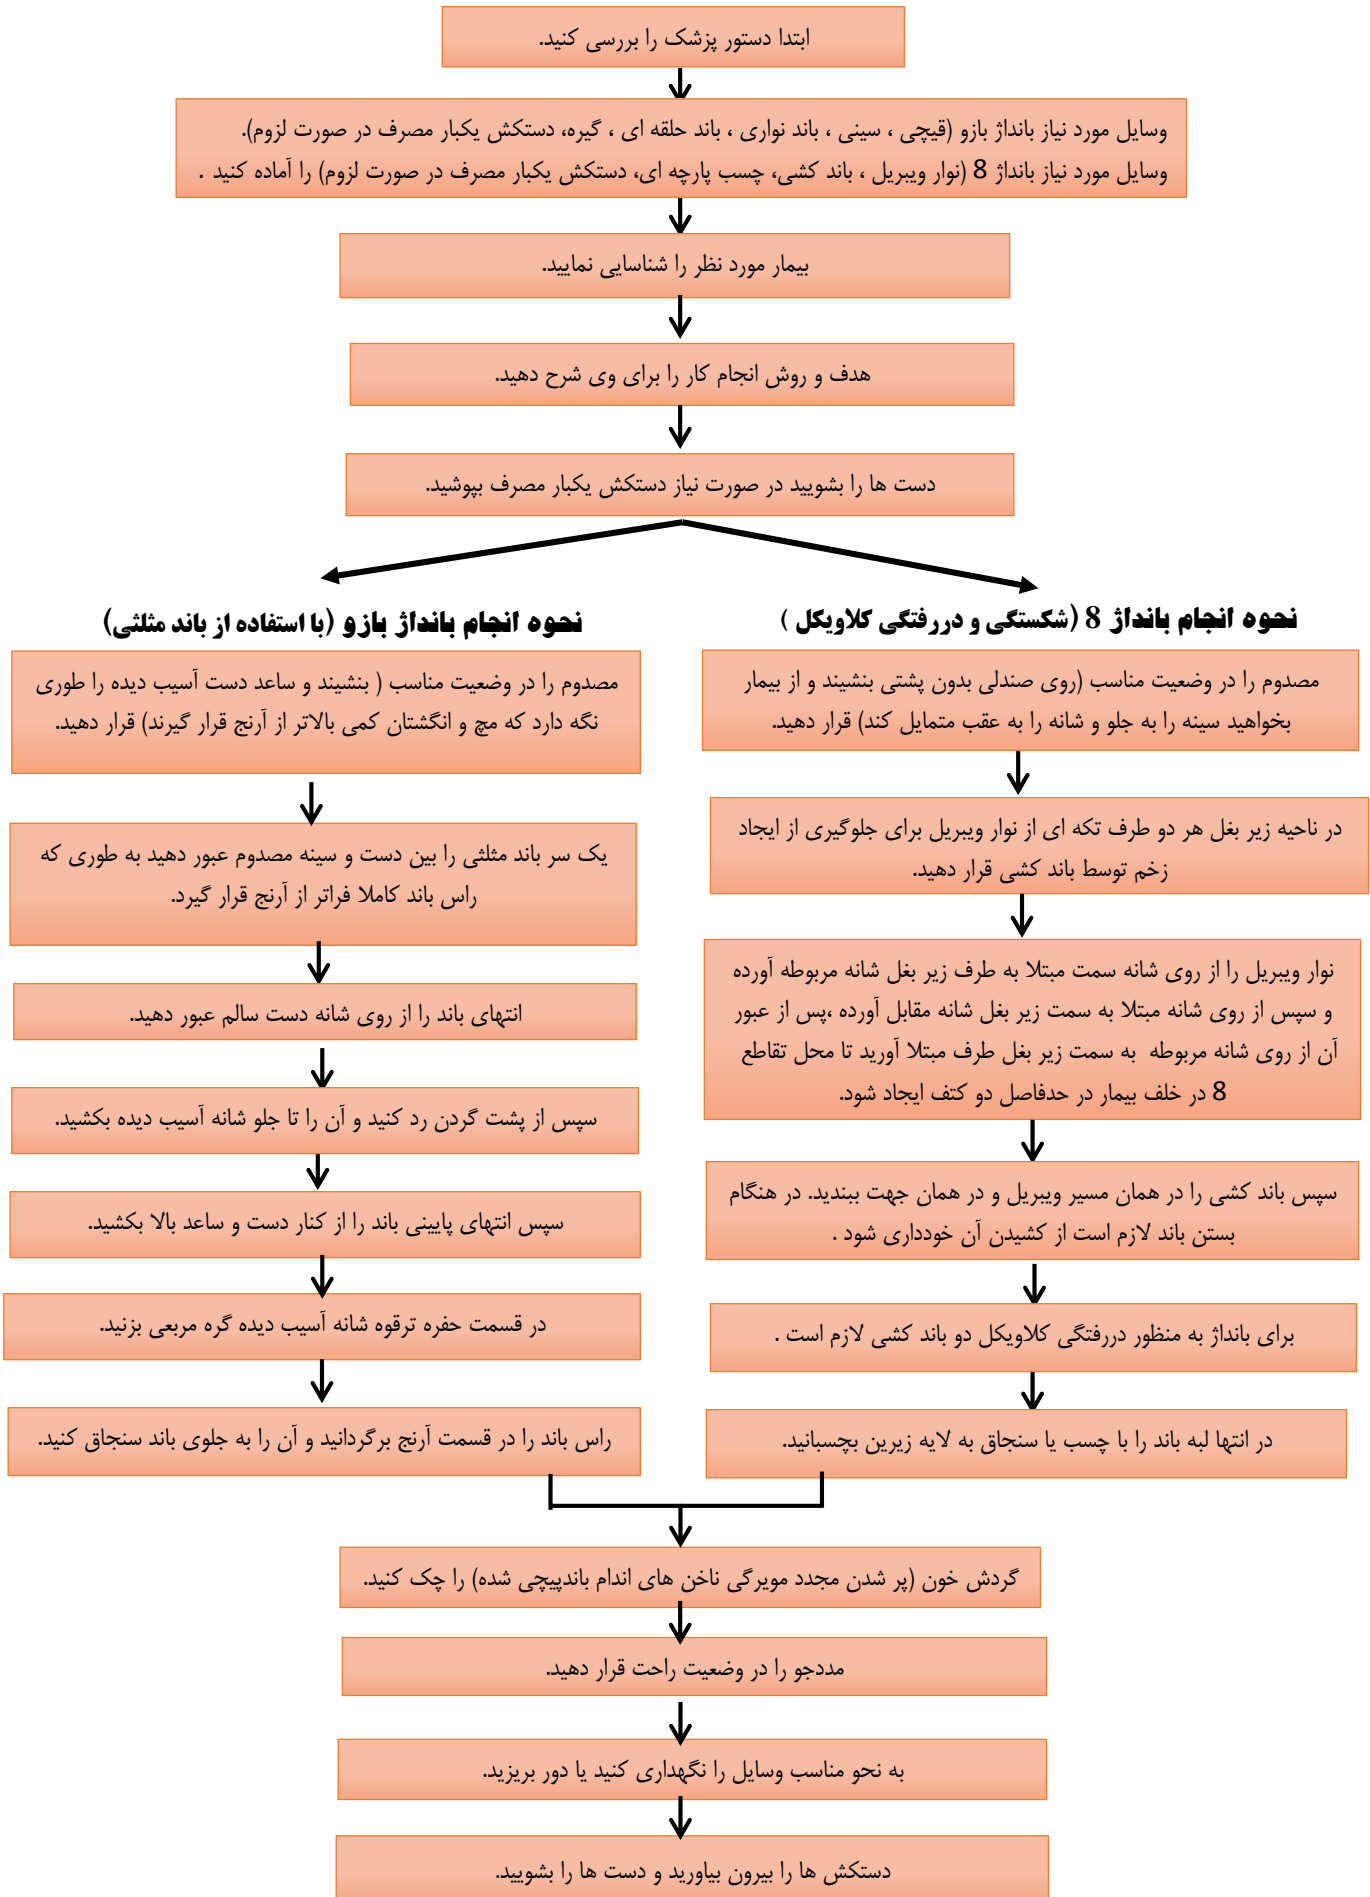 ابتدا دستور پزشک را بررسی کنید.
وسایل مورد نیاز بانداژ بازو (قیچی ، سینی ، باند نواری ، باند حلقه ای ، گیره، دستکش یکبار مصرف در صورت لزوم).
وسایل مورد نیاز بانداژ 8 (نوار ویبریل ، باند کشی، چسب پارچه ای، دستکش یکبار مصرف در صورت لزوم) را آماده کنید .
بیمار مورد نظر را شناسایی نمایید.
هدف و روش انجام کار را برای وی شرح دهید.
دست ها را بشویید در صورت نیاز دستکش یکبار مصرف بپوشید.
نحوه انجام بانداژ 8 (شکستگی و دررفتگی کلاویکل )
مصدوم را در وضعیت مناسب (روی صندلی بدون پشتی بنشیند و از بیمار
بخواهید سینه را به جلو و شانه را به عقب متمایل کند) قرار دهید.
در ناحیه زیر بغل هر دو طرف تکه ای از نوار ویبریل برای جلوگیری از ایجاد
زخم توسط باند کشی قرار دهید.
نوار ویبریل را از روی شانه سمت مبتلا به طرف زیر بغل شانه مربوطه آورده
و سپس از روی شانه مبتلا به سمت زیر بغل شانه مقابل آورده ،پس از عبور
آن از روی شانه مربوطه به سمت زیر بغل طرف مبتلا آورید تا محل تقاطع
8 در خلف بیمار در حدفاصل دو کتف ایجاد شود.
سپس باند کشی را در همان مسیر ویبریل و در همان جهت ببندید. در هنگام
بستن باند لازم است از کشیدن آن خودداری شود .
برای بانداژ به منظور دررفتگی کلاویکل دو باند کشی لازم است .
در انتها لبه باند را با چسب یا سنجاق به لایه زیرین بچسبانید.
نحوه انجام بانداژ بازو (با استفاده از باند مثلثی)
مصدوم را در وضعیت مناسب ( بنشیند و ساعد دست آسیب دیده را طوری
نگه دارد که مچ و انگشتان کمی بالاتر از آرنج قرار گیرند) قرار دهید.
یک سر باند مثلثی را بین دست و سینه مصدوم عبور دهید به طوری که
راس باند کاملا فراتر از آرنج قرار گیرد.
انتهای باند را از روی شانه دست سالم عبور دهید.
سپس از پشت گردن رد کنید و آن را تا جلو شانه آسیب دیده بکشید.
سپس انتهای پایینی باند را از کنار دست و ساعد بالا بکشید.
در قسمت حفره ترقوه شانه آسیب دیده گره مربعی بزنید.
راس باند را در قسمت آرنج برگردانید و آن را به جلوی باند سنجاق کنید.
گردش خون (پر شدن مجدد مویرگی ناخن های اندام باندپیچی شده) را چک کنید.
مددجو را در وضعیت راحت قرار دهید.
به نحو مناسب وسایل را نگهداری کنید یا دور بریزید.
دستکش ها را بیرون بیاورید و دست ها را بشویید.